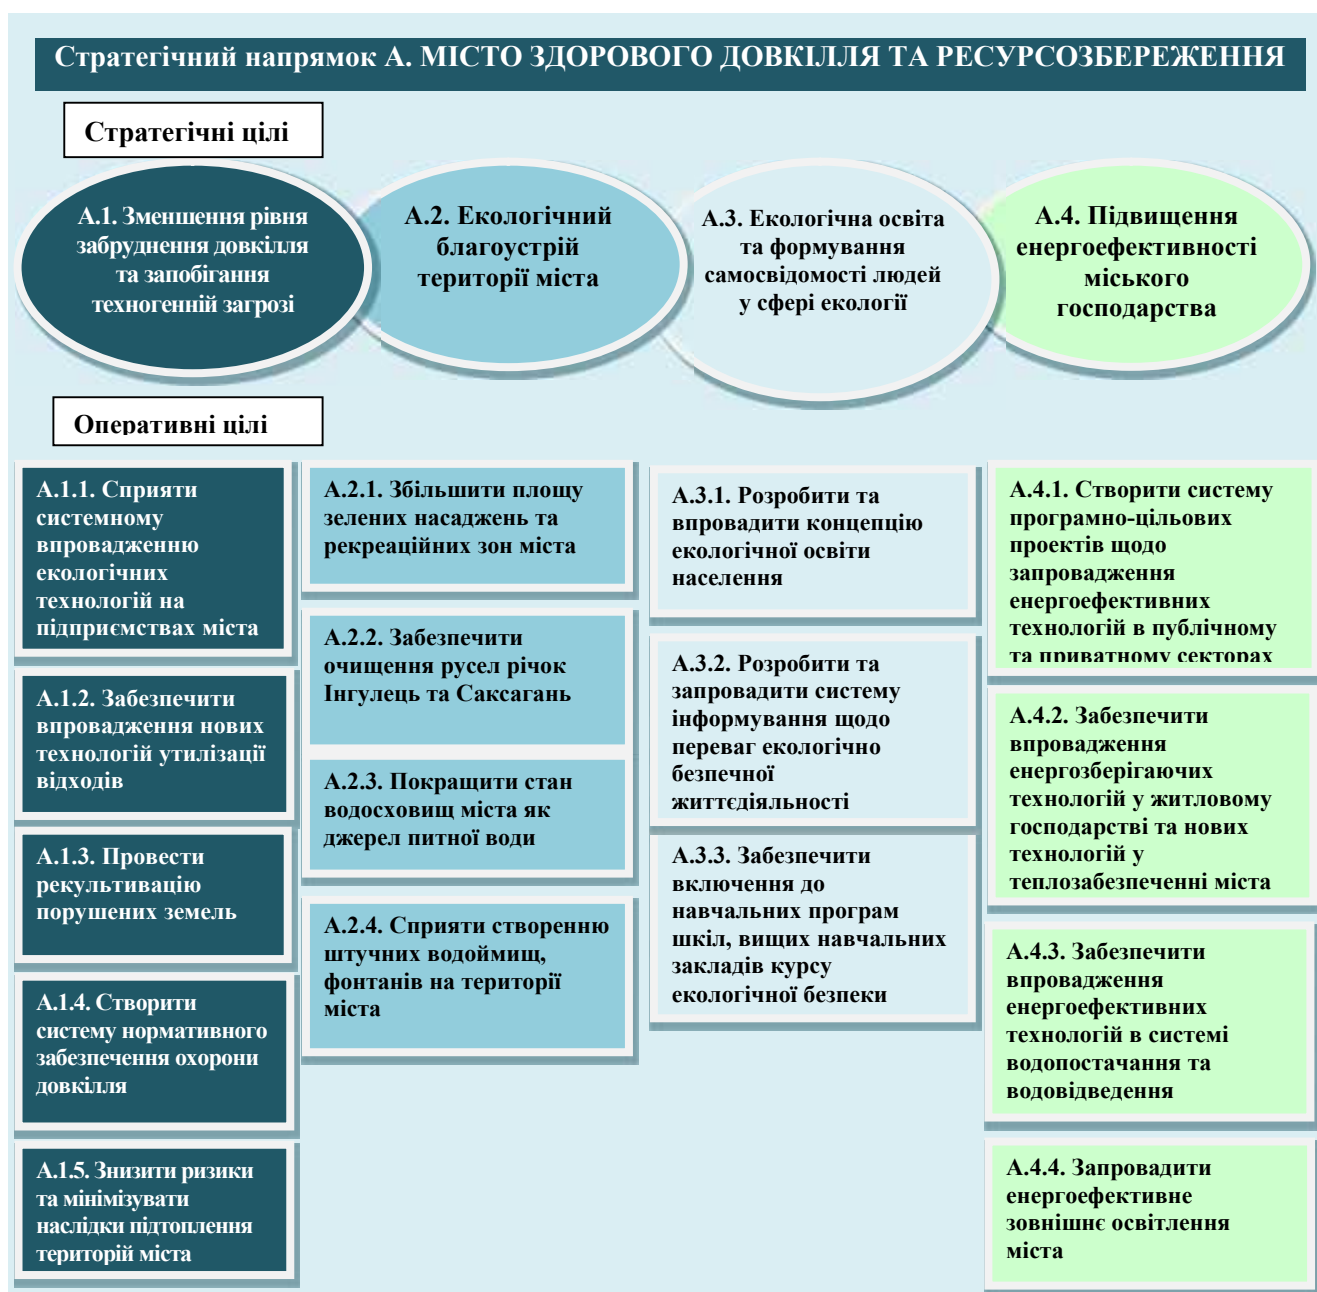 Стратегічний напрямок А. МІСТО ЗДОРОВОГО ДОВКІЛЛЯ ТА РЕСУРСОЗБЕРЕЖЕННЯ
Стратегічні цілі
А.1. Зменшення рівня
забруднення довкілля
та запобігання
техногенній загрозі
А.2. Екологічний
благоустрій
території міста
А.3. Екологічна освіта
та формування
самосвідомості людей
у сфері екології
А.4. Підвищення
енергоефективності
міського
господарства
Оперативні цілі
А.1.1. Сприяти
системному
впровадженню
екологічних
технологій на
підприємствах міста
А.1.2. Забезпечити
впровадження нових
технологій утилізації
відходів
А.1.3. Провести
рекультивацію
порушених земель
А.1.4. Створити
систему нормативного
забезпечення охорони
довкілля
А.1.5. Знизити ризики
та мінімізувати
наслідки підтоплення
територій міста
А.2.1. Збільшити площу
зелених насаджень та
рекреаційних зон міста
А.2.2. Забезпечити
очищення русел річок
Інгулець та Саксагань
А.2.3. Покращити стан
водосховищ міста як
джерел питної води
А.2.4. Сприяти створенню
штучних водоймищ,
фонтанів на території
міста
А.3.1. Розробити та
впровадити концепцію
екологічної освіти
населення
А.3.2. Розробити та
запровадити систему
інформування щодо
переваг екологічно
безпечної
життєдіяльності
А.3.3. Забезпечити
включення до
навчальних програм
шкіл, вищих навчальних
закладів курсу
екологічної безпеки
А.4.1. Створити систему
програмно-цільових
проектів щодо
запровадження
енергоефективних
технологій в публічному
та приватному секторах
А.4.2. Забезпечити
впровадження
енергозберігаючих
технологій у житловому
господарстві та нових
технологій у
теплозабезпеченні міста
А.4.3. Забезпечити
впровадження
енергоефективних
технологій в системі
водопостачання та
водовідведення
А.4.4. Запровадити
енергоефективне
зовнішнє освітлення
міста